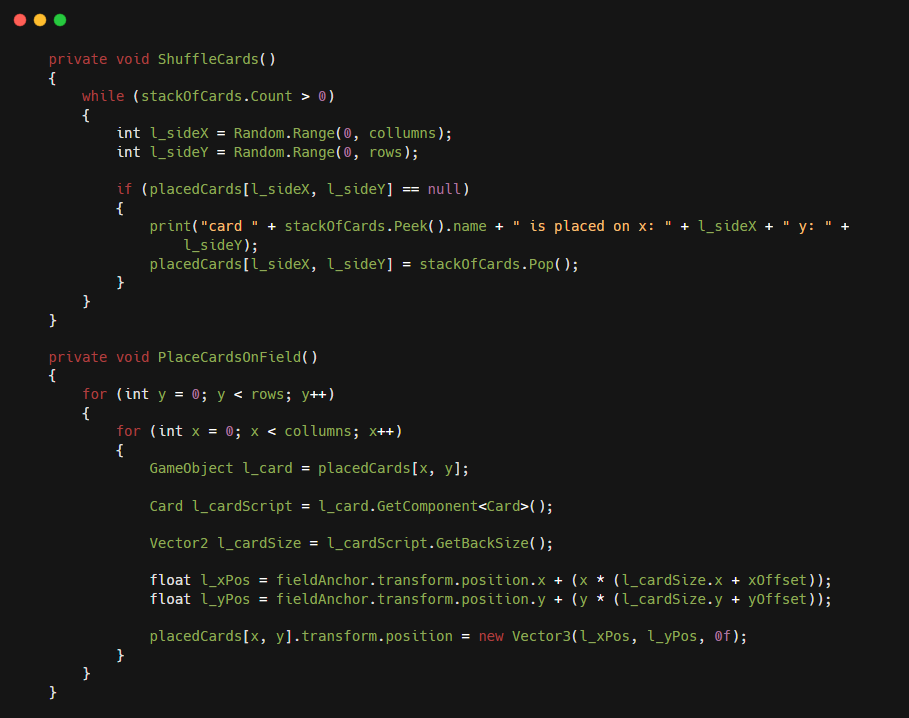 private void ShuffleCards()
{
while (stackOfCards.Count > 0)
{
int l_sideX = Random.Range(0, collumns);
int l_sideY = Random.Range(0, rows);
if (placedCards[l_sideX, l_sideY] == null)
{
print("card " + stackOfCards.Peek().name + " is placed on x: " + l_sideX + " y: " +
l_sideY);
placedCards[l_sideX, l_sideY] = stackOfCards.Pop();
}
}
}
private void PlaceCardsOnField()
{
for (int y = 0; y < rows; y++)
{
for (int x = 0; x < collumns; x++)
{
GameObject l_card = placedCards[x, y];
Card l_cardScript = l_card.GetComponent<Card>();
Vector2 l_cardSize = l_cardScript.GetBackSize();
float l_xPos = fieldAnchor.transform.position.x + (x * (l_cardSize.x + xOffset));
float l_yPos = fieldAnchor.transform.position.y + (y * (l_cardSize.y + yOffset));
placedCards[x, y].transform.position = new Vector3(l_xPos, l_yPos, 0f);
}
}
}